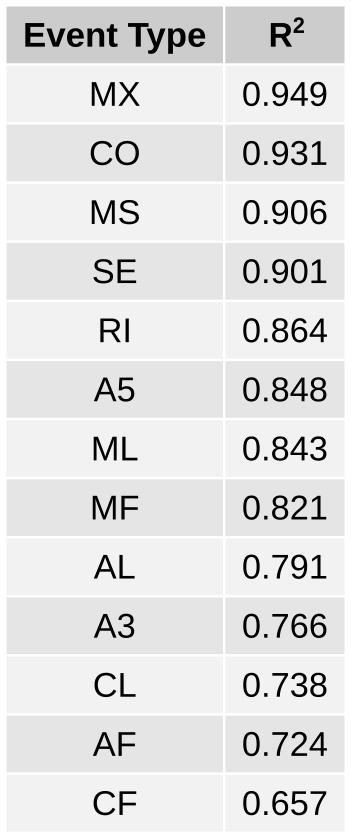 Event Type R²
MX 0.949
CO 0.931
MS 0.906
SE 0.901
RI 0.864
A5 0.848
ML 0.843
MF 0.821
AL 0.791
A3 0.766
CL 0.738
AF 0.724
CF 0.657